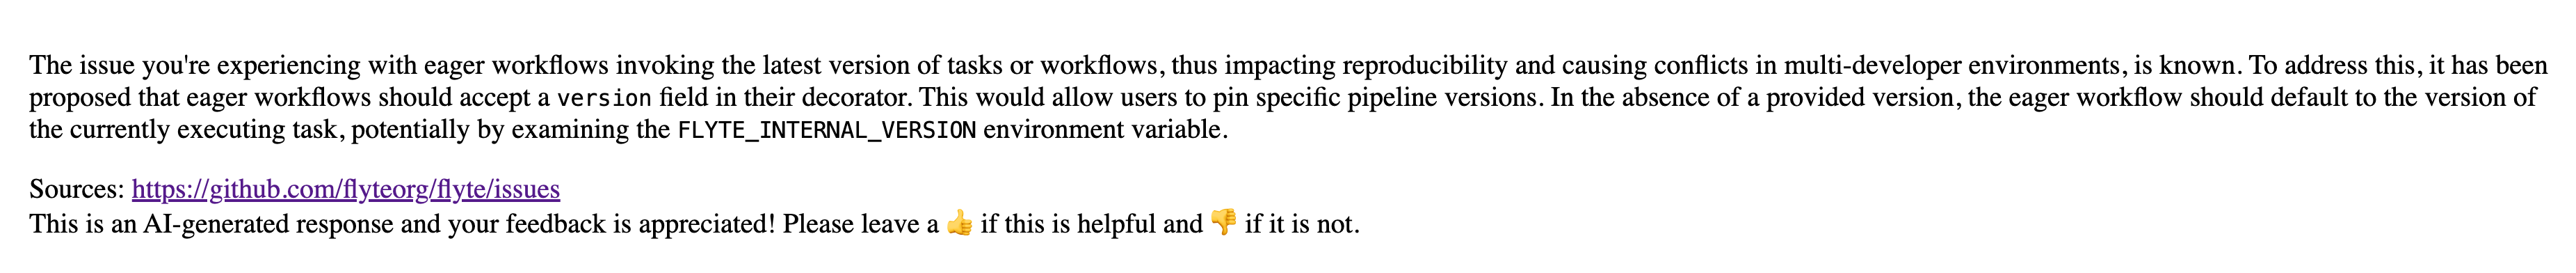 The issue you're experiencing with eager workflows invoking the latest version of tasks or workflows, thus impacting reproducibility and causing conflicts in multi-developer environments, is known. To address this, it has been
proposed that eager workflows should accept a version field in their decorator. This would allow users to pin specific pipeline versions. In the absence of a provided version, the eager workflow should default to the version of
the currently executing task, potentially by examining the FLYTE_INTERNAL_VERSION environment variable.
Sources: https://github.com/flyteorg/flyte/issues
This is an AI-generated response and your feedback is appreciated! Please leave a 👍 if this is helpful and 👎 if it is not.